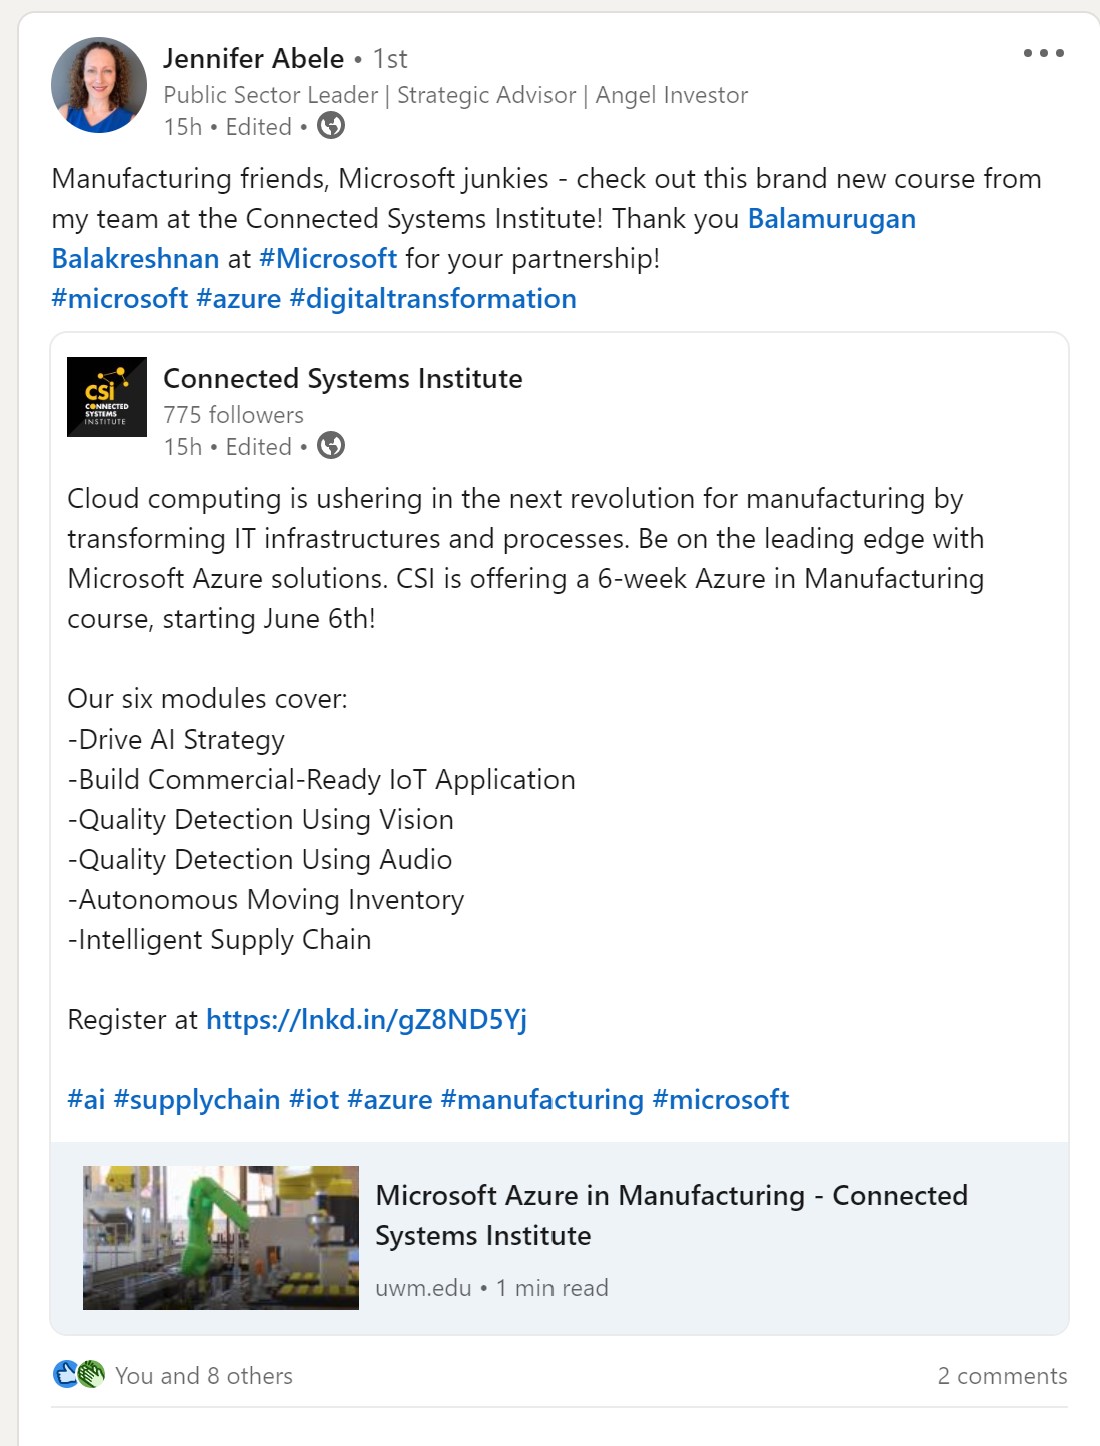 Jennifer Abele • 1st
Public Sector Leader | Strategic Advisor | Angel Investor
15h • Edited •
Manufacturing friends, Microsoft junkies - check out this brand new course from
my team at the Connected Systems Institute! Thank you Balamurugan
Balakreshnan at #Microsoft for your partnership!
#microsoft #azure #digitaltransformation
CSI
CONNECTED
SYSTEMS
INSTITUTE
Connected Systems Institute
775 followers
15h • Edited •
Cloud computing is ushering in the next revolution for manufacturing by
transforming IT infrastructures and processes. Be on the leading edge with
Microsoft Azure solutions. CSI is offering a 6-week Azure in Manufacturing
course, starting June 6th!
Our six modules cover:
-Drive AI Strategy
-Build Commercial-Ready IoT Application
-Quality Detection Using Vision
-Quality Detection Using Audio
-Autonomous Moving Inventory
-Intelligent Supply Chain
Register at https://lnkd.in/gZ8ND5Yj
#ai #supplychain #iot #azure #manufacturing #microsoft
Microsoft Azure in Manufacturing - Connected
Systems Institute
uwm.edu • 1 min read
You and 8 others
2 comments